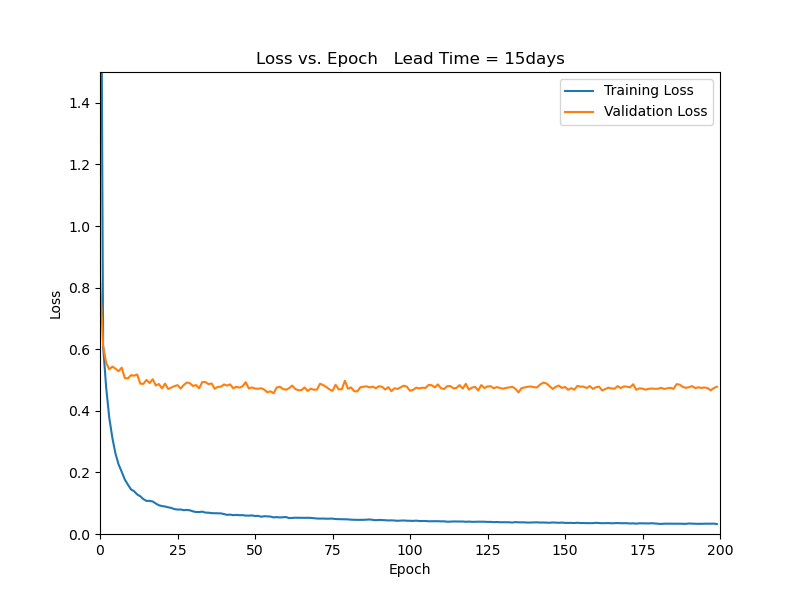 Loss vs. Epoch   Lead Time = 15days
Training Loss
Validation Loss
Loss
1.4
1.2
1.0
0.8
0.6
0.4
0.2
0.0
0 25 50 75 100 125 150 175 200
Epoch